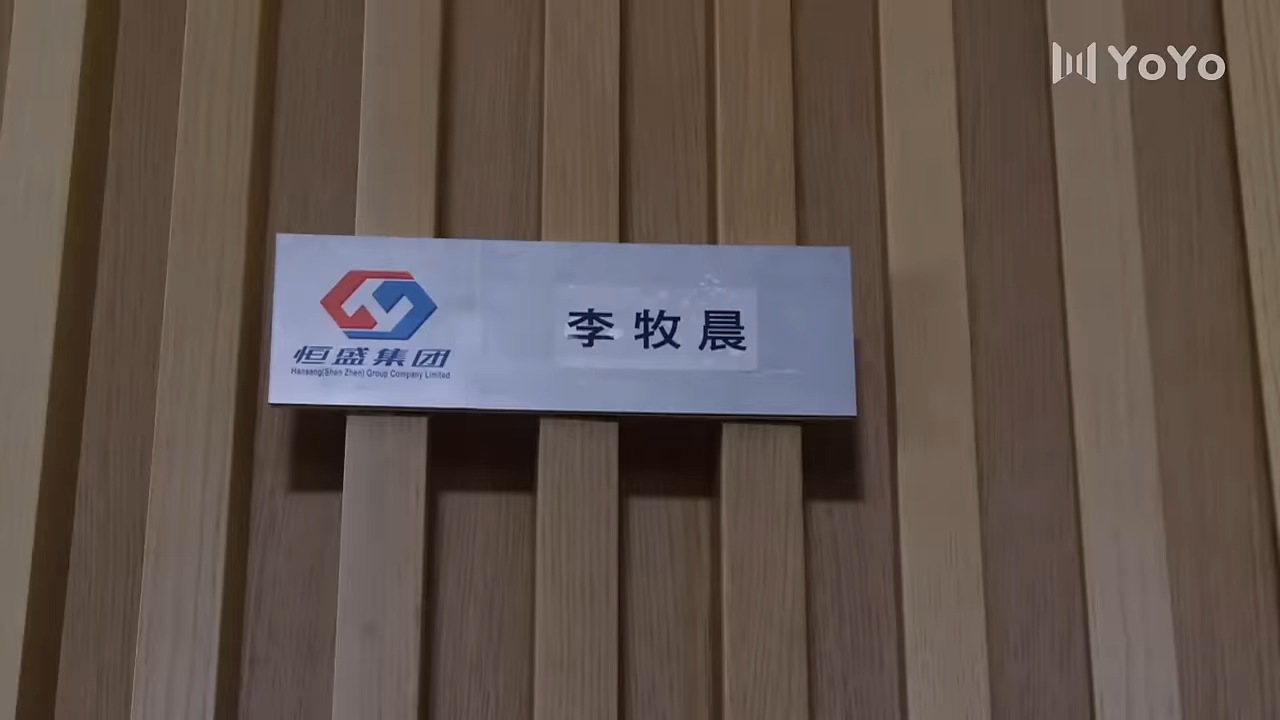 YoYo
恒盛集团
Hansang(Shen Zhen) Group Company Limited
李牧晨